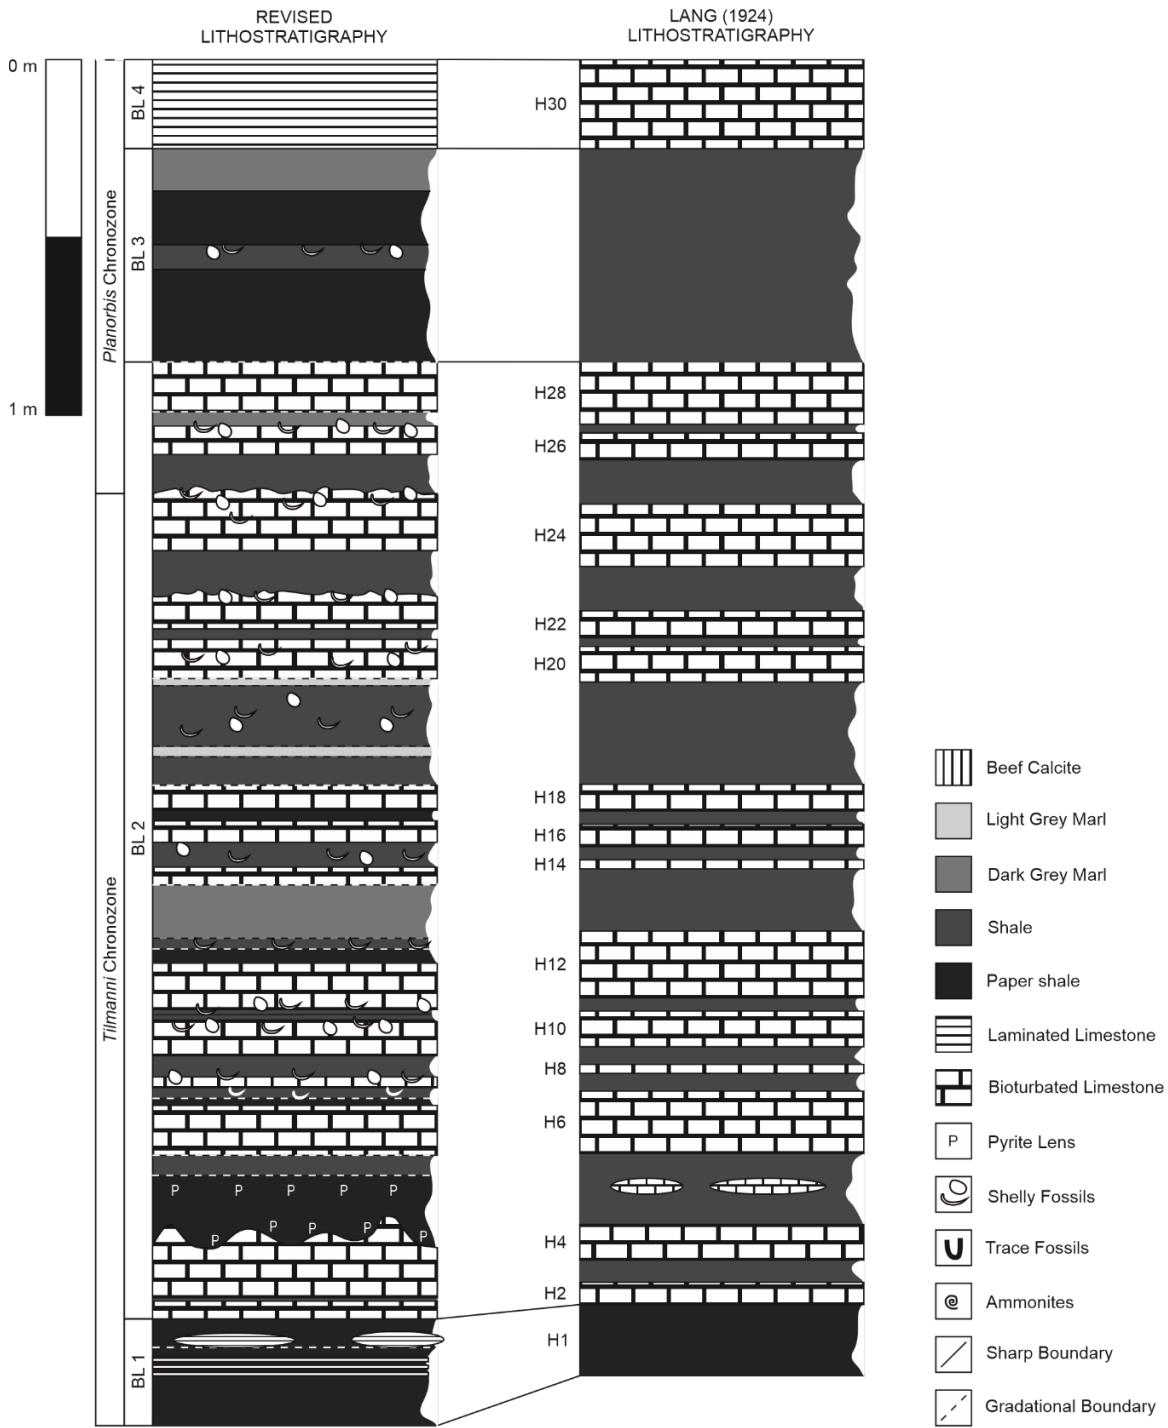 REVISED
LITHOSTRATIGRAPHY
LANG (1924)
LITHOSTRATIGRAPHY
0 m
1 m
Planorbis Chronozone
Tilmanni Chronozone
BL 4
BL 3
BL 2
BL 1
P P P P P
P P P P P
H30
H28
H26
H24
H22
H20
H18
H16
H14
H12
H10
H8
H6
H4
H2
H1
Beef Calcite
Light Grey Marl
Dark Grey Marl
Shale
Paper shale
Laminated Limestone
Bioturbated Limestone
P Pyrite Lens
Shelly Fossils
Trace Fossils
Ammonites
Sharp Boundary
Gradational Boundary